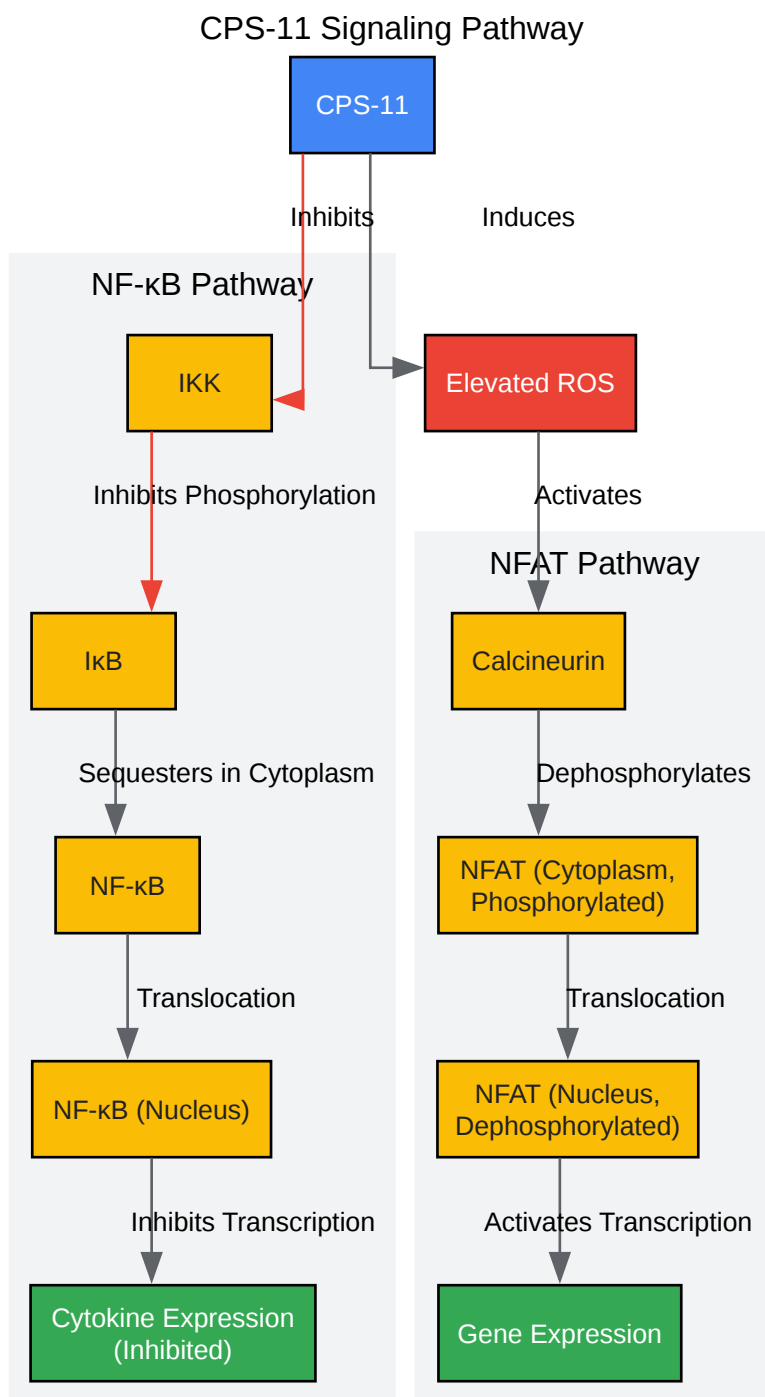 CPS-11 Signaling Pathway
CPS-11
Inhibits
Induces
NF-κB Pathway
IKK
Elevated ROS
Inhibits Phosphorylation
Activates
NFAT Pathway
IκB
Calcineurin
Sequesters in Cytoplasm
Dephosphorylates
NF-κB
NFAT (Cytoplasm,
Phosphorylated)
Translocation
Translocation
NF-κB (Nucleus)
NFAT (Nucleus,
Dephosphorylated)
Inhibits Transcription
Activates Transcription
Cytokine Expression
(Inhibited)
Gene Expression